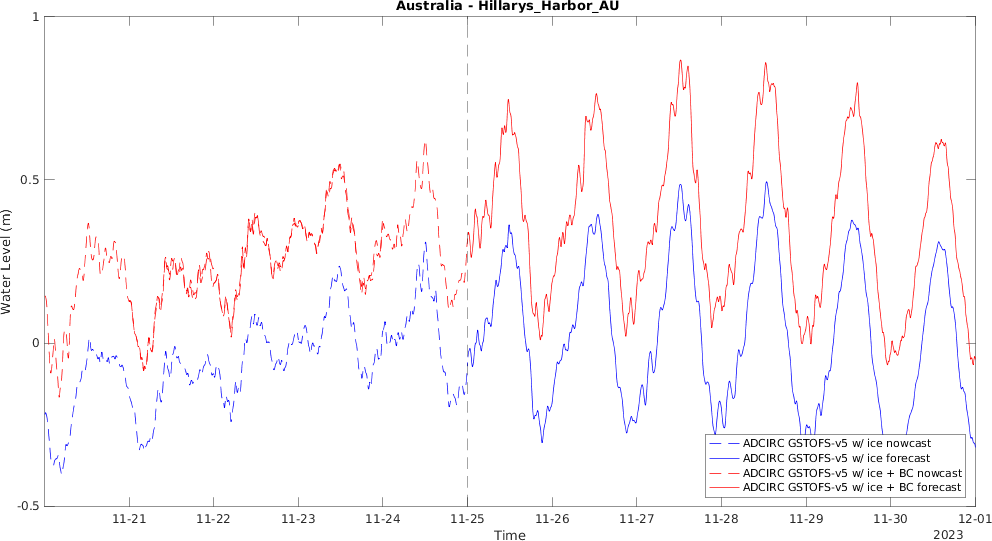 Australia - Hillarys_Harbor_AU
Water Level (m)
1
0.5
0
-0.5
11-21 11-22 11-23 11-24 11-25 11-26 11-27 11-28 11-29 11-30 12-01
Time
2023
ADCIRC GSTOFS-v5 w/ ice nowcast
ADCIRC GSTOFS-v5 w/ ice forecast
ADCIRC GSTOFS-v5 w/ ice + BC nowcast
ADCIRC GSTOFS-v5 w/ ice + BC forecast